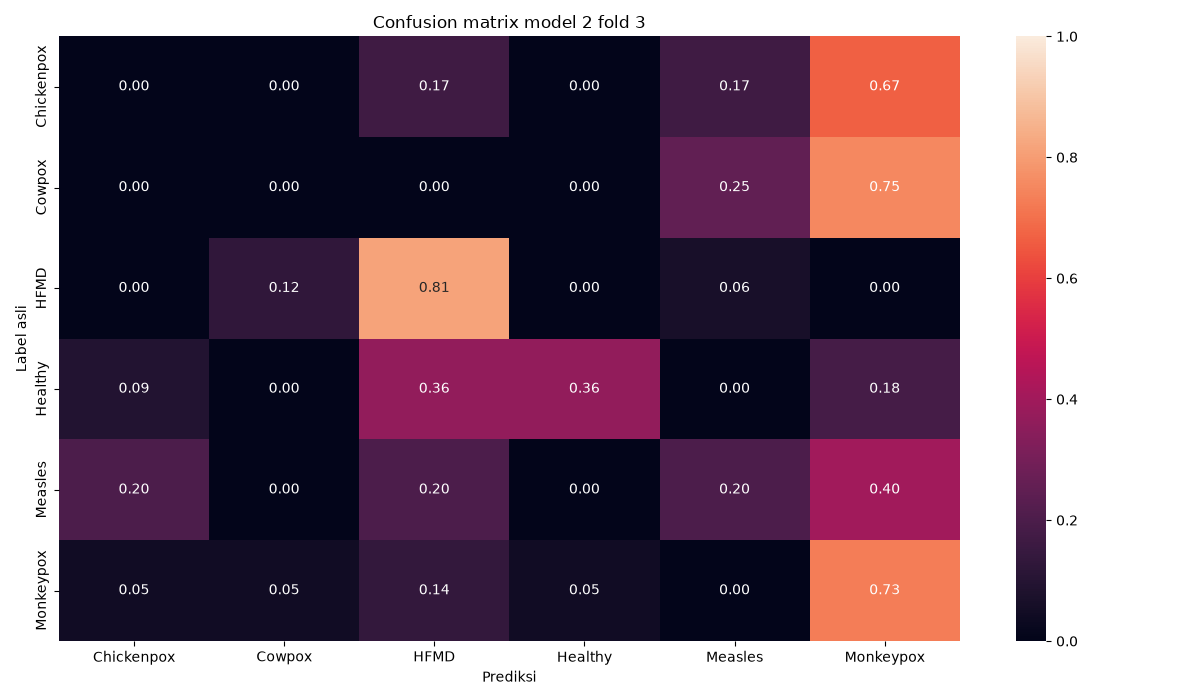 Confusion matrix model 2 fold 3
Label asli
Chickenpox 0.00 0.00 0.17 0.00 0.17 0.67
Cowpox 0.00 0.00 0.00 0.00 0.25 0.75
HFMD 0.00 0.12 0.81 0.00 0.06 0.00
Healthy 0.09 0.00 0.36 0.36 0.00 0.18
Measles 0.20 0.00 0.20 0.00 0.20 0.40
Monkeypox 0.05 0.05 0.14 0.05 0.00 0.73
Chickenpox Cowpox HFMD Healthy Measles Monkeypox
Prediksi
1.0
0.8
0.6
0.4
0.2
0.0